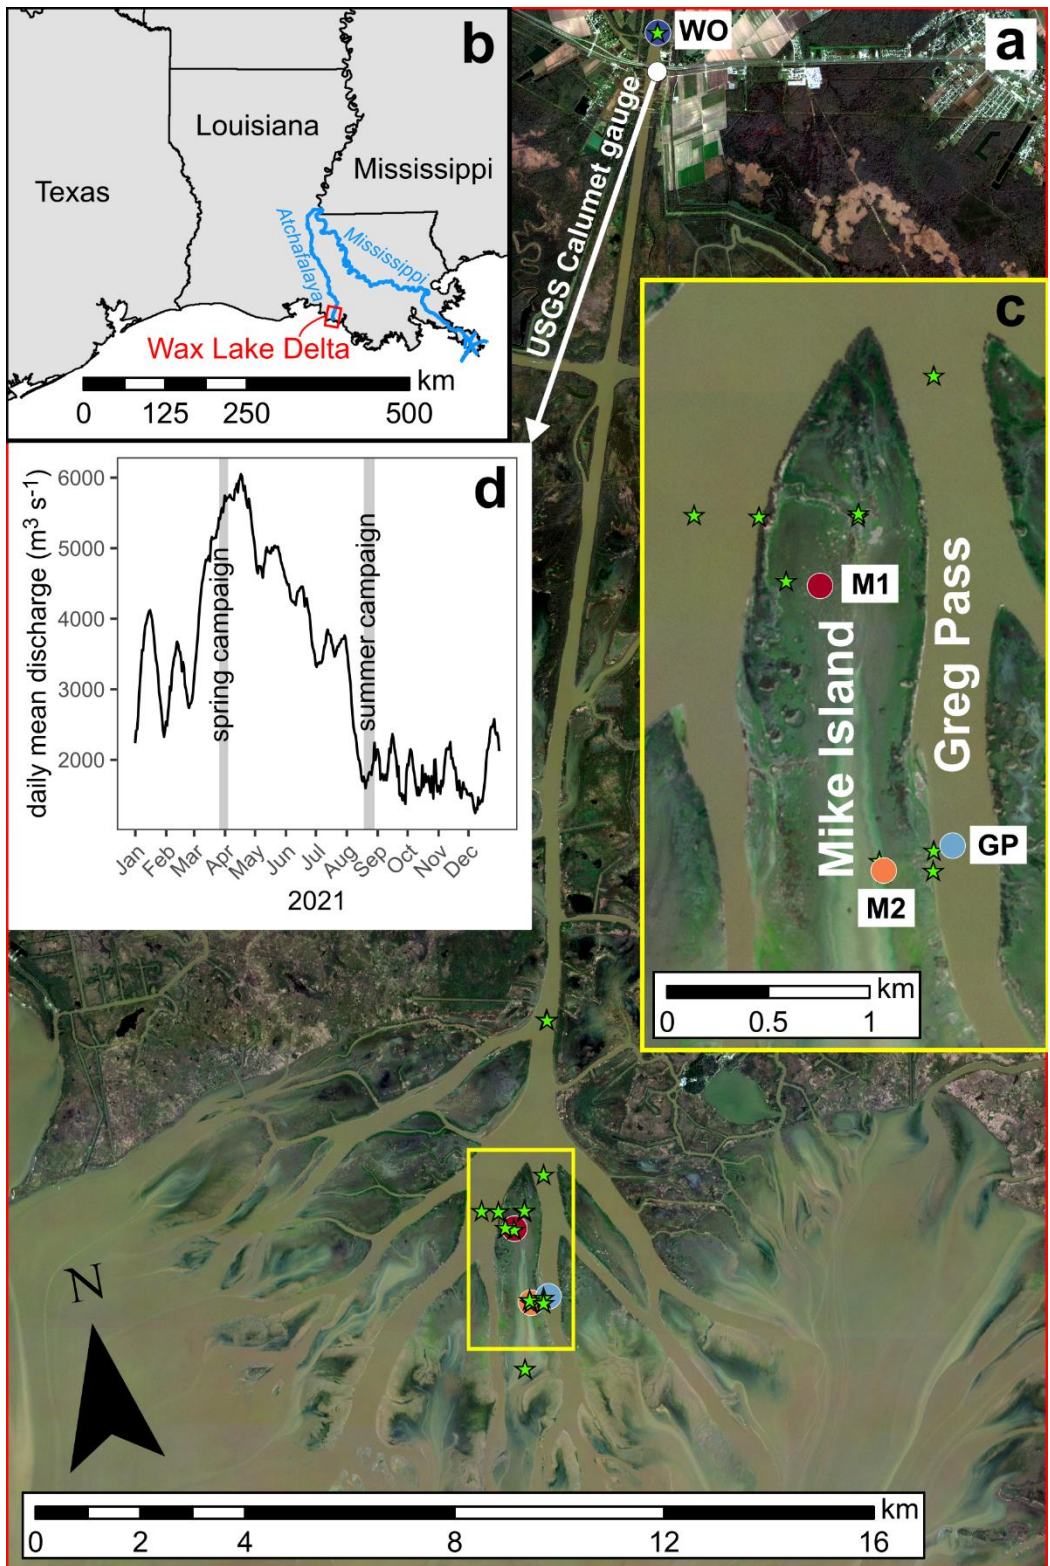 b
Louisiana
Texas
Mississippi
Atchafalaya
Mississippi
Wax Lake Delta
km
0 125 250 500
WO
a
USGS Calumet gauge
c
M1
Mike Island
Greg Pass
GP
M2
km
0 0.5 1
d
daily mean discharge (m³ s⁻¹)
6000
5000
4000
3000
2000
spring campaign
summer campaign
Jan Feb Mar Apr May Jun Jul Aug Sep Oct Nov Dec
2021
N
km
0 2 4 8 12 16